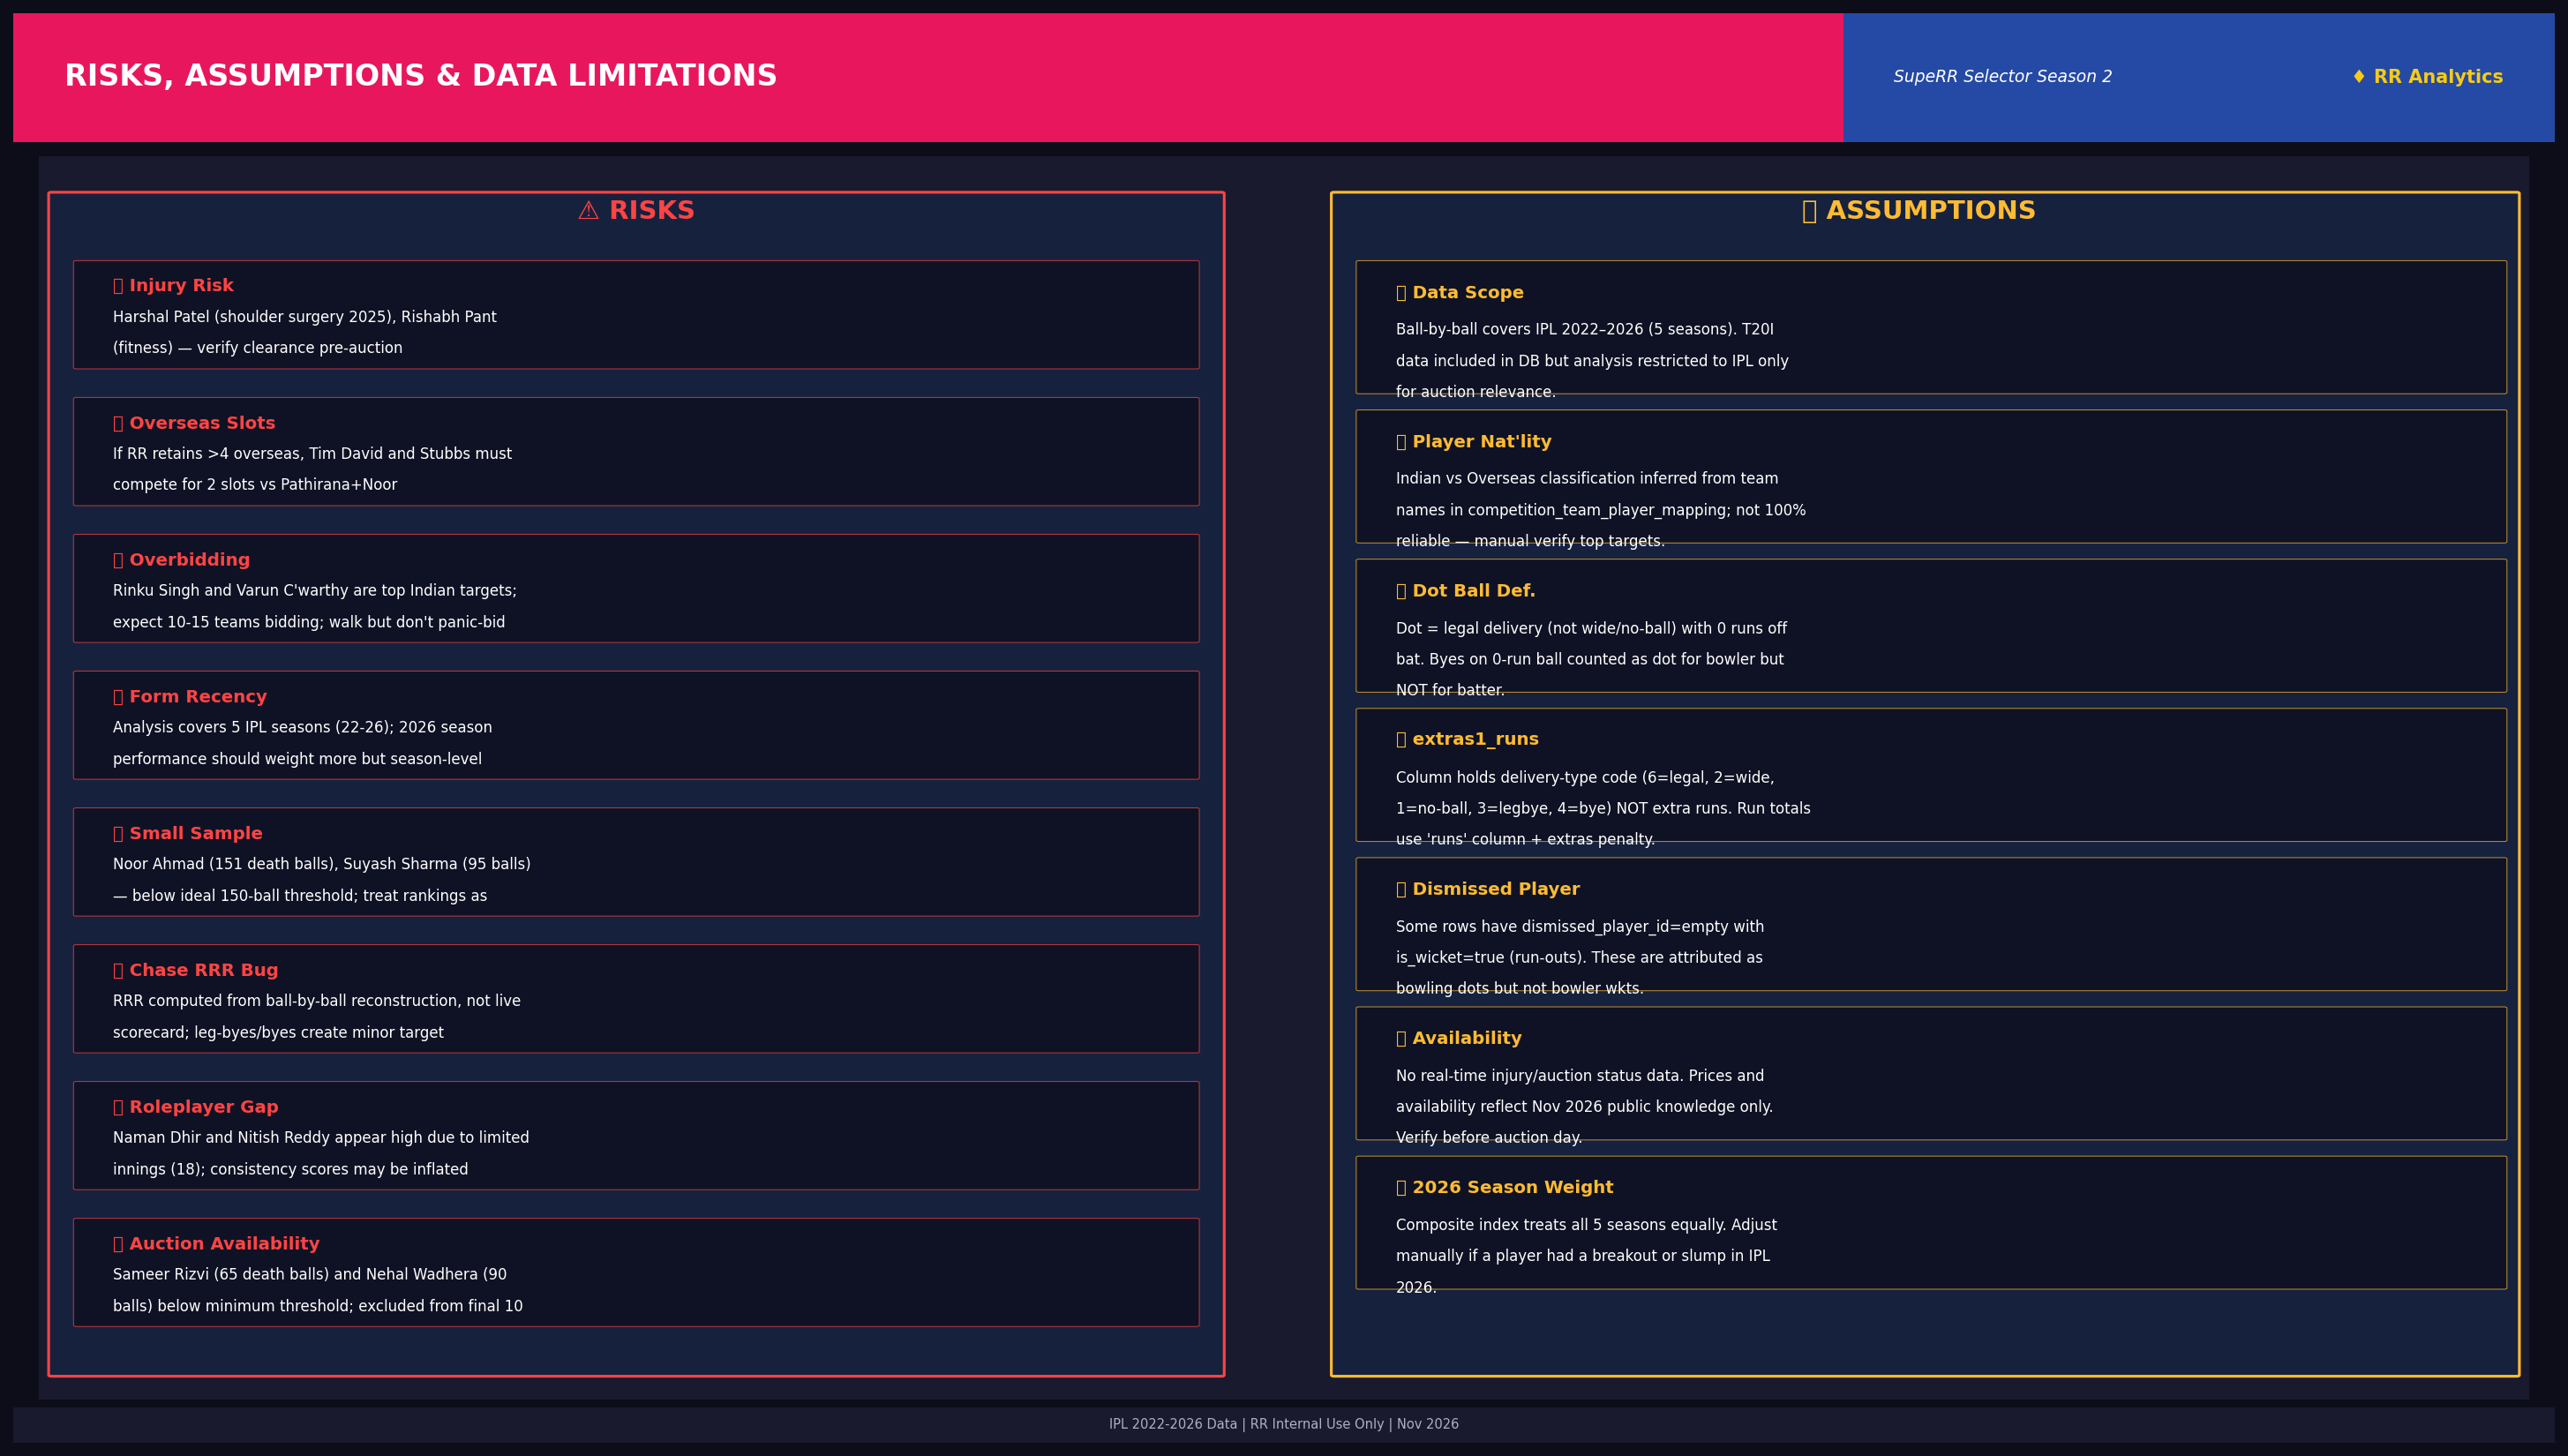 RISKS, ASSUMPTIONS & DATA LIMITATIONS
SupeRR Selector Season 2
♦ RR Analytics
⚠ RISKS
Injury Risk
Harshal Patel (shoulder surgery 2025), Rishabh Pant
(fitness) — verify clearance pre-auction
Overseas Slots
If RR retains >4 overseas, Tim David and Stubbs must
compete for 2 slots vs Pathirana+Noor
Overbidding
Rinku Singh and Varun C'warthy are top Indian targets;
expect 10-15 teams bidding; walk but don't panic-bid
Form Recency
Analysis covers 5 IPL seasons (22-26); 2026 season
performance should weight more but season-level
Small Sample
Noor Ahmad (151 death balls), Suyash Sharma (95 balls)
— below ideal 150-ball threshold; treat rankings as
Chase RRR Bug
RRR computed from ball-by-ball reconstruction, not live
scorecard; leg-byes/byes create minor target
Roleplayer Gap
Naman Dhir and Nitish Reddy appear high due to limited
innings (18); consistency scores may be inflated
Auction Availability
Sameer Rizvi (65 death balls) and Nehal Wadhera (90
balls) below minimum threshold; excluded from final 10
ASSUMPTIONS
Data Scope
Ball-by-ball covers IPL 2022–2026 (5 seasons). T20I
data included in DB but analysis restricted to IPL only
for auction relevance.
Player Nat'lity
Indian vs Overseas classification inferred from team
names in competition_team_player_mapping; not 100%
reliable — manual verify top targets.
Dot Ball Def.
Dot = legal delivery (not wide/no-ball) with 0 runs off
bat. Byes on 0-run ball counted as dot for bowler but
NOT for batter.
extras1_runs
Column holds delivery-type code (6=legal, 2=wide,
1=no-ball, 3=legbye, 4=bye) NOT extra runs. Run totals
use 'runs' column + extras penalty.
Dismissed Player
Some rows have dismissed_player_id=empty with
is_wicket=true (run-outs). These are attributed as
bowling dots but not bowler wkts.
Availability
No real-time injury/auction status data. Prices and
availability reflect Nov 2026 public knowledge only.
Verify before auction day.
2026 Season Weight
Composite index treats all 5 seasons equally. Adjust
manually if a player had a breakout or slump in IPL
2026.
IPL 2022-2026 Data | RR Internal Use Only | Nov 2026